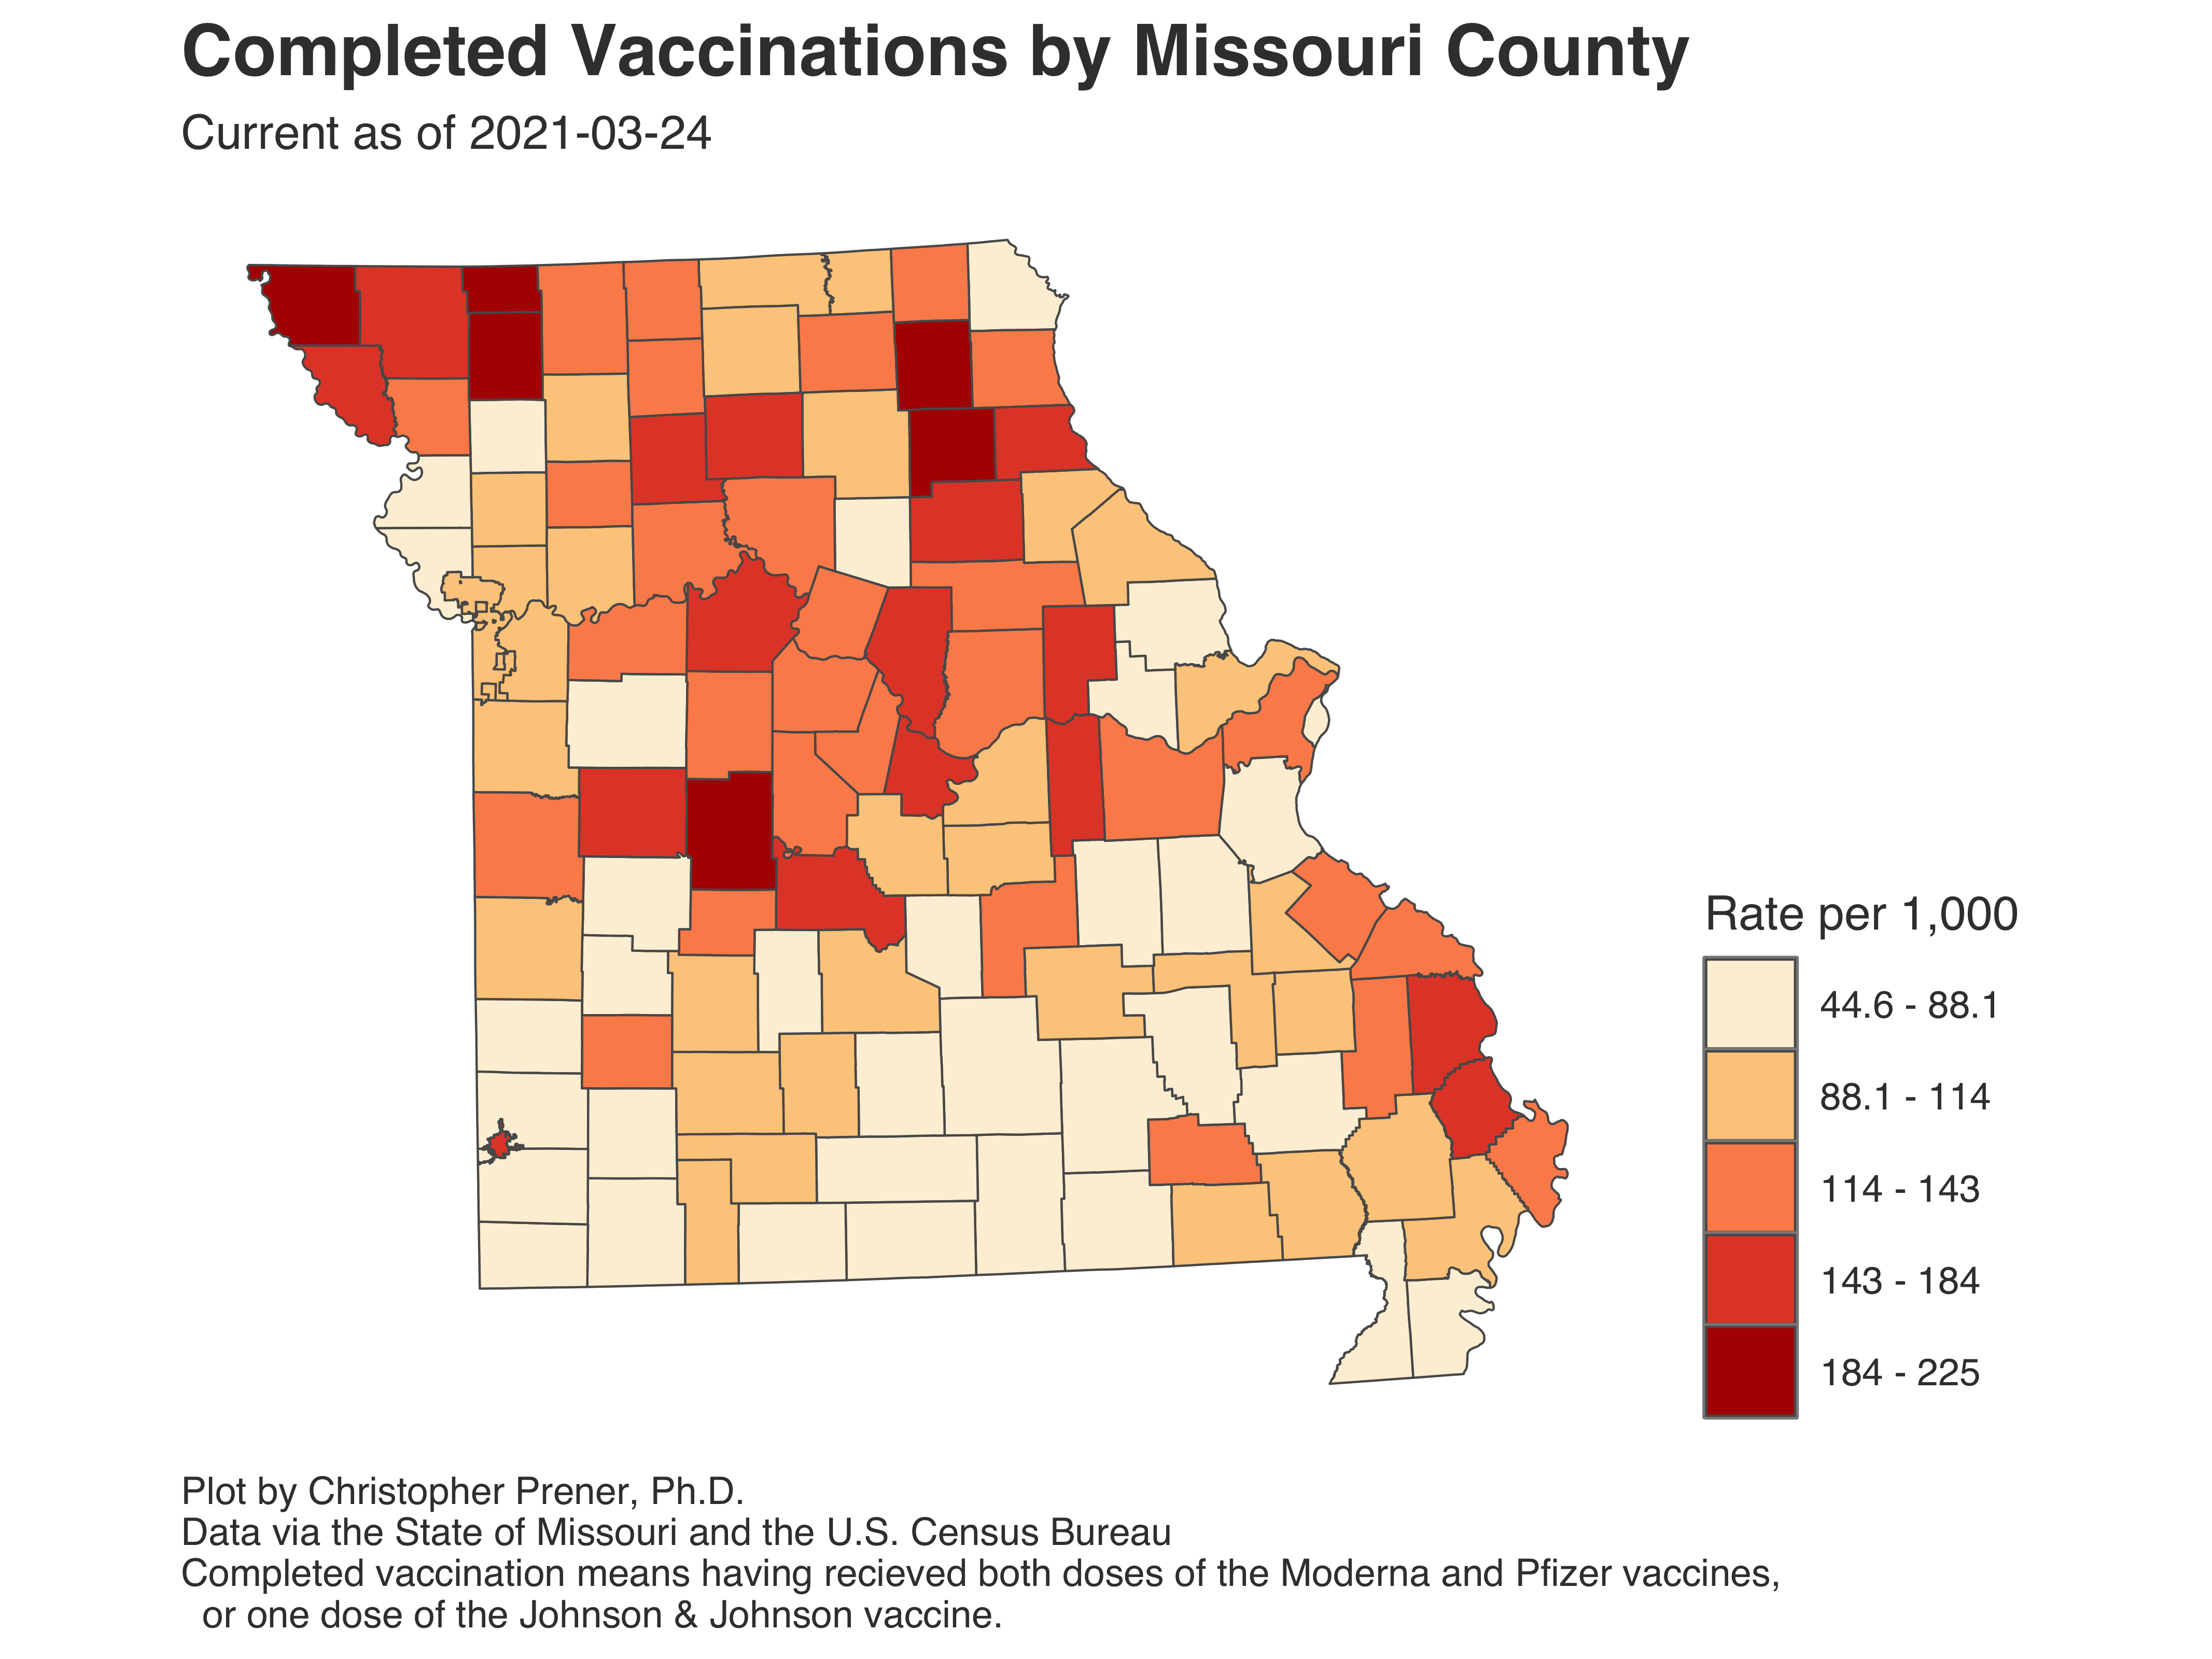 Completed Vaccinations by Missouri County
Current as of 2021-03-24
Rate per 1,000
44.6 - 88.1
88.1 - 114
114 - 143
143 - 184
184 - 225
Plot by Christopher Prener, Ph.D.
Data via the State of Missouri and the U.S. Census Bureau
Completed vaccination means having recieved both doses of the Moderna and Pfizer vaccines,
or one dose of the Johnson & Johnson vaccine.